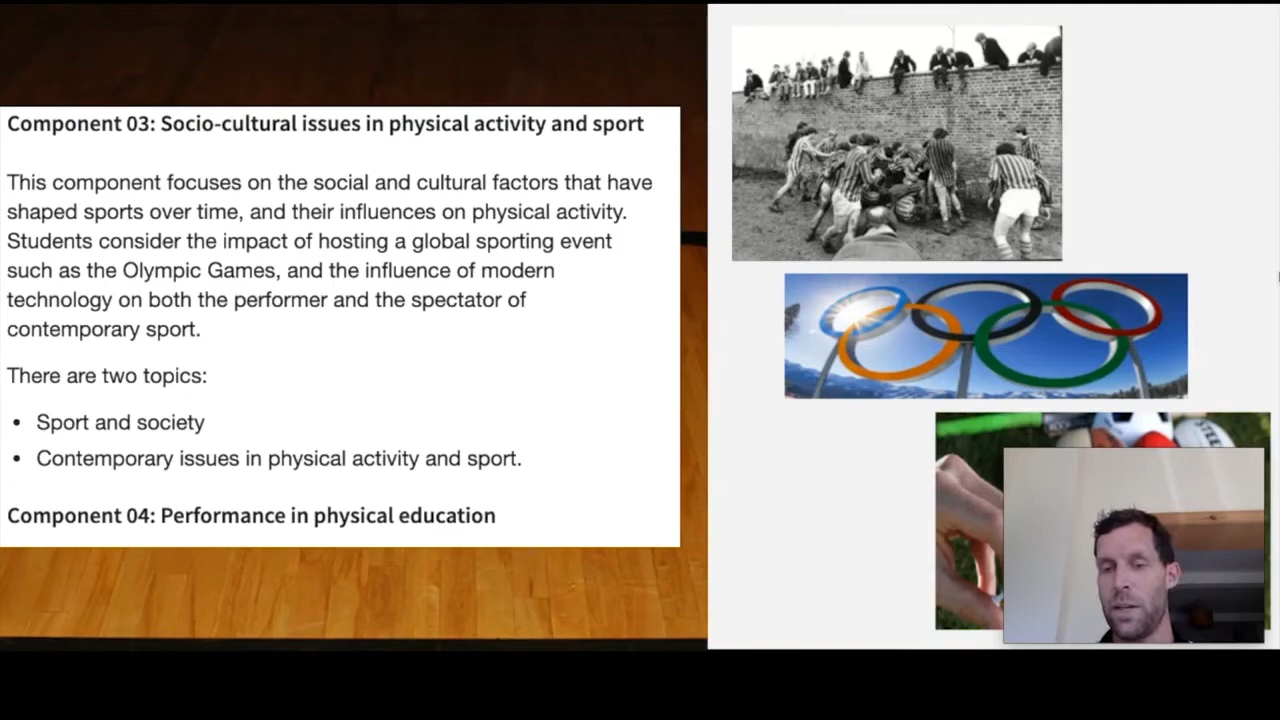 Component 03: Socio-cultural issues in physical activity and sport
This component focuses on the social and cultural factors that have
shaped sports over time, and their influences on physical activity.
Students consider the impact of hosting a global sporting event
such as the Olympic Games, and the influence of modern
technology on both the performer and the spectator of
contemporary sport.
There are two topics:
• Sport and society
• Contemporary issues in physical activity and sport.
Component 04: Performance in physical education